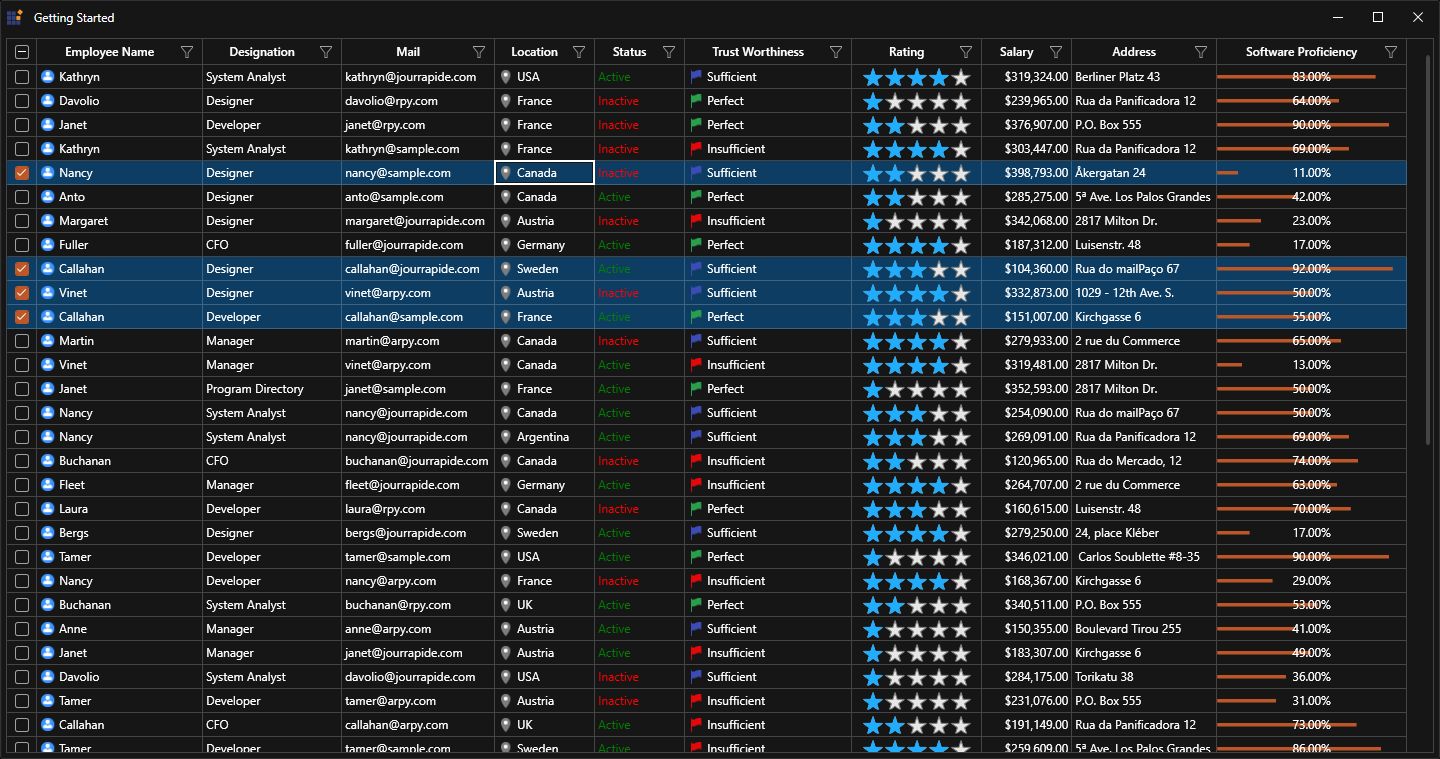 Getting Started
Employee Name Designation Mail Location Status Trust Worthiness Rating Salary Address Software Proficiency
Kathryn System Analyst kathryn@jourrapide.com USA Active Sufficient $319,324.00 Berliner Platz 43 83.00%
Davolio Designer davolio@rpy.com France Inactive Perfect $239,965.00 Rua da Panificadora 12 64.00%
Janet Developer janet@rpy.com France Inactive Perfect $376,907.00 P.O. Box 555 90.00%
Kathryn System Analyst kathryn@sample.com France Inactive Insufficient $303,447.00 Rua da Panificadora 12 69.00%
Nancy Designer nancy@sample.com Canada Inactive Sufficient $398,793.00 Åkergatan 24 11.00%
Anto Designer anto@sample.com Canada Active Perfect $285,275.00 5ª Ave. Los Palos Grandes 42.00%
Margaret Designer margaret@jourrapide.com Austria Inactive Insufficient $342,068.00 2817 Milton Dr. 23.00%
Fuller CFO fuller@jourrapide.com Germany Active Perfect $187,312.00 Luisenstr. 48 17.00%
Callahan Designer callahan@jourrapide.com Sweden Active Sufficient $104,360.00 Rua do mailPaço 67 92.00%
Vinet Designer vinet@arpy.com Austria Inactive Sufficient $332,873.00 1029 - 12th Ave. S. 50.00%
Callahan Developer callahan@sample.com France Active Perfect $151,007.00 Kirchgasse 6 55.00%
Martin Manager martin@arpy.com Canada Inactive Sufficient $279,933.00 2 rue du Commerce 65.00%
Vinet Manager vinet@arpy.com Canada Active Insufficient $319,481.00 2817 Milton Dr. 13.00%
Janet Program Directory janet@sample.com France Active Perfect $352,593.00 2817 Milton Dr. 50.00%
Nancy System Analyst nancy@jourrapide.com Canada Active Sufficient $254,090.00 Rua do mailPaço 67 50.00%
Nancy System Analyst nancy@jourrapide.com Argentina Active Sufficient $269,091.00 Rua da Panificadora 12 69.00%
Buchanan CFO buchanan@jourrapide.com Canada Inactive Insufficient $120,965.00 Rua do Mercado, 12 74.00%
Fleet Manager fleet@jourrapide.com Germany Active Insufficient $264,707.00 2 rue du Commerce 63.00%
Laura Developer laura@rpy.com Canada Inactive Perfect $160,615.00 Luisenstr. 48 70.00%
Bergs Designer bergs@jourrapide.com Sweden Active Sufficient $279,250.00 24, place Kléber 17.00%
Tamer Developer tamer@sample.com USA Active Perfect $346,021.00 Carlos Soublette #8-35 90.00%
Nancy Developer nancy@arpy.com France Inactive Insufficient $168,367.00 Kirchgasse 6 29.00%
Buchanan System Analyst buchanan@rpy.com UK Active Perfect $340,511.00 P.O. Box 555 53.00%
Anne Manager anne@arpy.com Austria Active Sufficient $150,355.00 Boulevard Tirou 255 41.00%
Janet Manager janet@jourrapide.com Austria Active Insufficient $183,307.00 Kirchgasse 6 49.00%
Davolio System Analyst davolio@jourrapide.com USA Inactive Sufficient $284,175.00 Torikatu 38 36.00%
Tamer Developer tamer@arpy.com Austria Inactive Insufficient $231,076.00 P.O. Box 555 31.00%
Callahan CFO callahan@arpy.com UK Active Insufficient $191,149.00 Rua da Panificadora 12 73.00%
Tamer Developer tamer@sample.com Sweden Active Insufficient $259,609.00 5ª Ave. Los Palos Grandes 86.00%